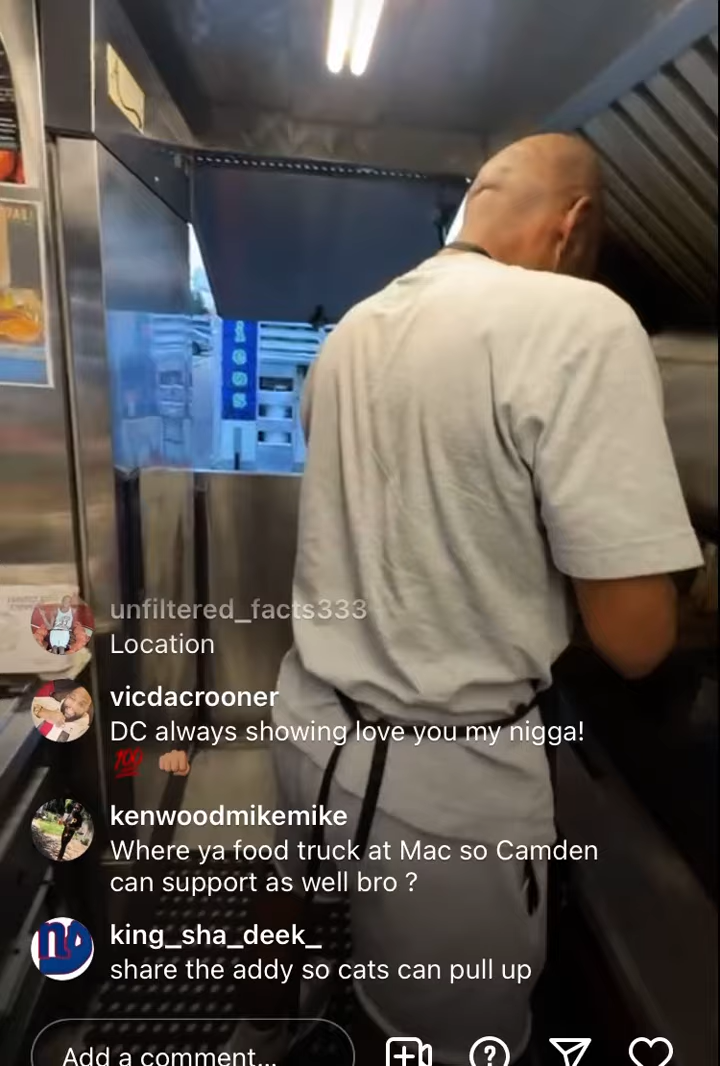 i
c
e
s
unfiltered_facts333
Location
vicdacrooner
DC always showing love you my nigga!
💯 👊🏽
kenwoodmikemike
Where ya food truck at Mac so Camden
can support as well bro ?
king_sha_deek_
share the addy so cats can pull up
Add a comment...